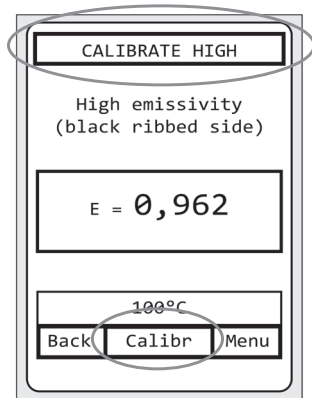 CALIBRATE HIGH
High emissivity
(black ribbed side)
E = 0,962
100°C
Back Calibr Menu